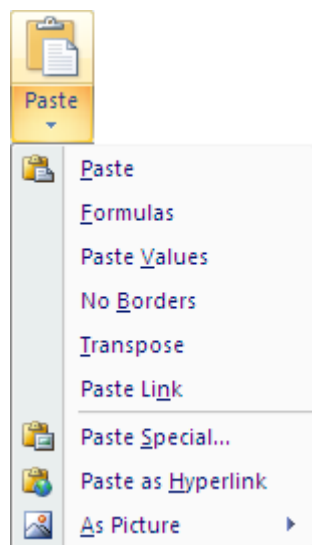 Paste
Paste
Formulas
Paste Values
No Borders
Transpose
Paste Link
Paste Special...
Paste as Hyperlink
As Picture